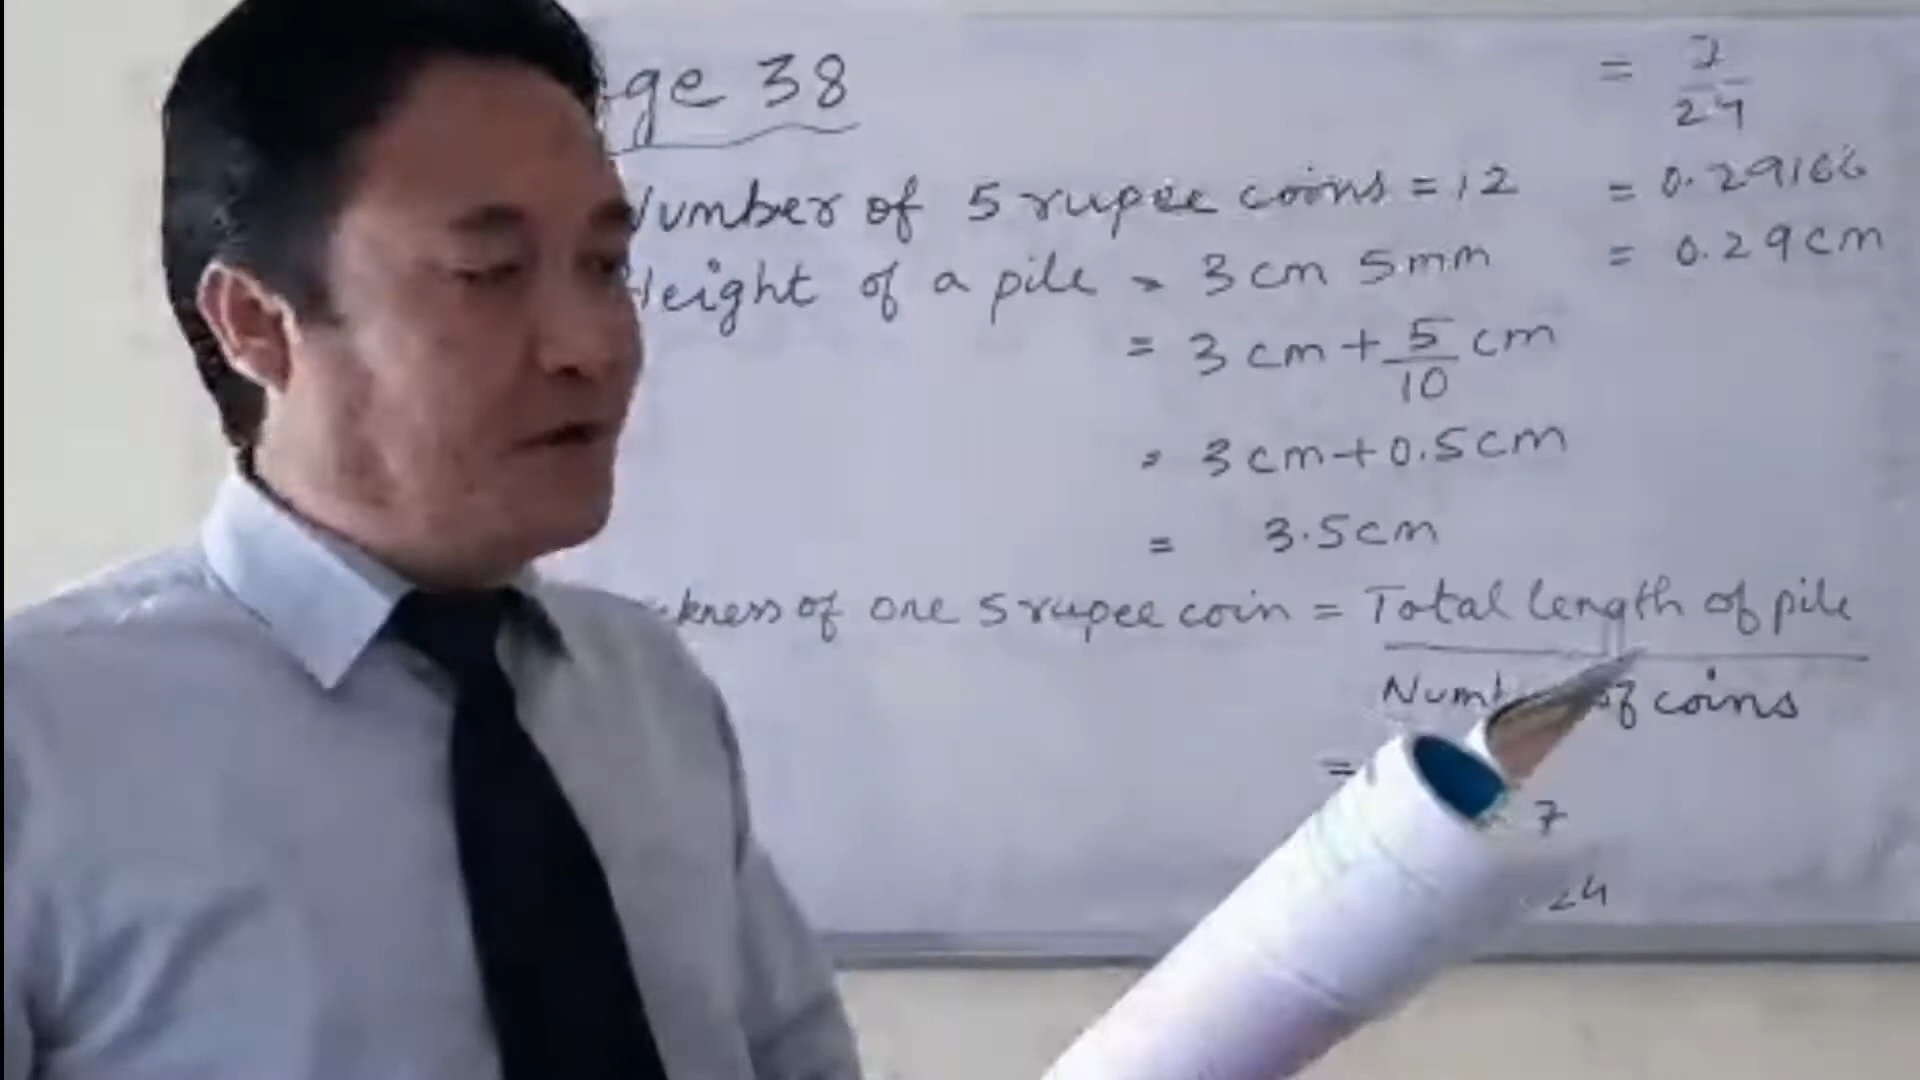 ge 38
Number of 5 rupee coins = 12
Height of a pile = 3 cm 5 mm
= 3 cm + 5/10 cm
= 3 cm + 0.5 cm
= 3.5 cm
kness of one 5 rupee coin = Total length of pile
of coins
=
7
24
= 7/24
= 0.29166
= 0.29 cm